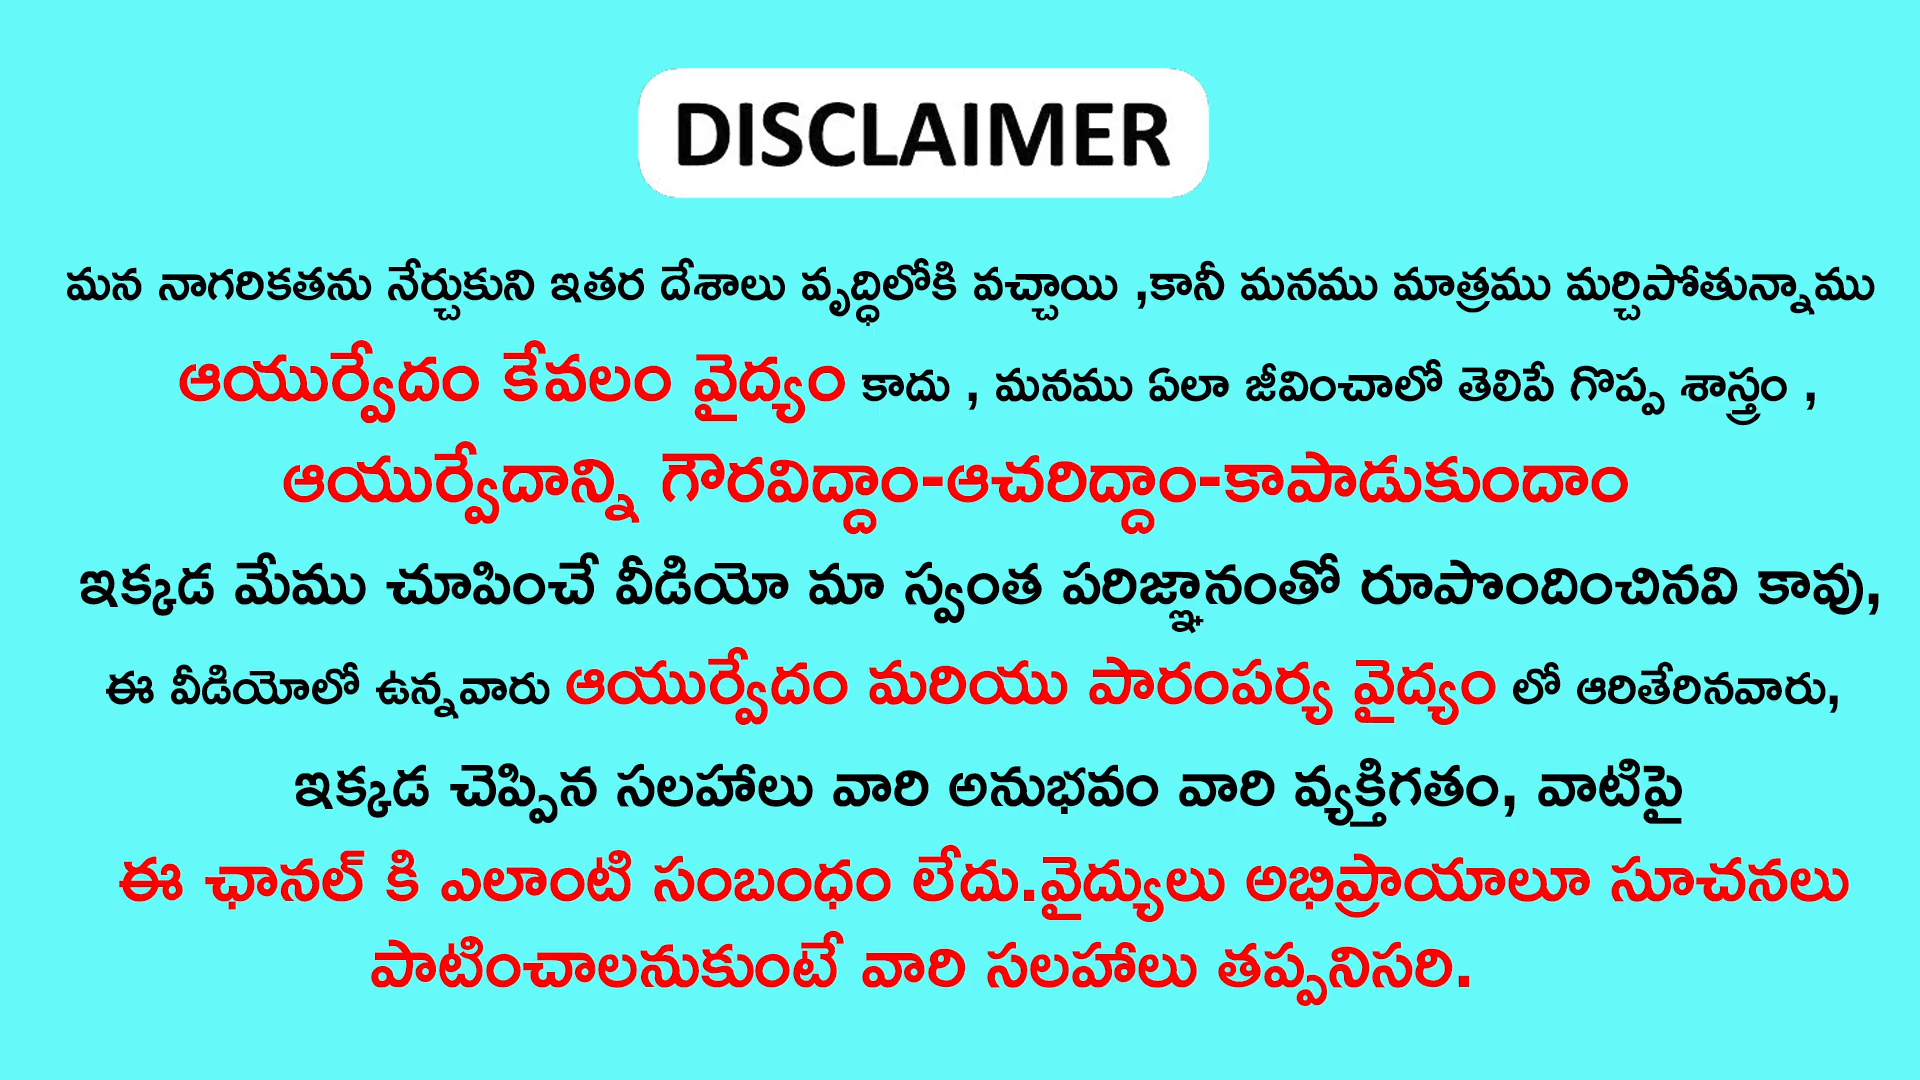 DISCLAIMER
మన నాగరికతను నేర్చుకుని ఇతర దేశాలు వృద్ధిలోకి వచ్చాయి ,కానీ మనము మాత్రము మర్చిపోతున్నాము
ఆయుర్వేదం కేవలం వైద్యం కాదు , మనము ఏలా జీవించాలో తెలిపే గొప్ప శాస్త్రం ,
ఆయుర్వేదాన్ని గౌరవిద్దాం-ఆచరిద్దాం-కాపాడుకుందాం
ఇక్కడ మేము చూపించే వీడియో మా స్వంత పరిజ్ఞానంతో రూపొందించినవి కావు,
ఈ వీడియోలో ఉన్నవారు ఆయుర్వేదం మరియు పారంపర్య వైద్యం లో ఆరితేరినవారు,
ఇక్కడ చెప్పిన సలహాలు వారి అనుభవం వారి వ్యక్తిగతం, వాటిపై
ఈ ఛానల్ కి ఎలాంటి సంబంధం లేదు.వైద్యులు అభిప్రాయాలూ సూచనలు
పాటించాలనుకుంటే వారి సలహాలు తప్పనిసరి.